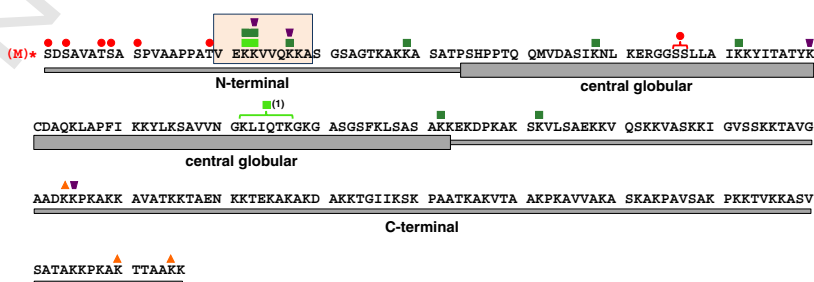 (M)* SDSAVATSA SPVAAPPATV EKKVVQKKAS GSAGTKAKKA SATPSHPPTQ QMVDASIKNL KERGGSSLLA IKKYITATYK
N-terminal
central globular
(1)
CDAQKLAPFI KKYLKSAVVN GKLIQTKGKG ASGSFKLSAS AKKEKDPKAK SKVLSAEKKV QSKKVASKKI GVSSKKTAVG
central globular
AADKKPKAKK AVATKKTAEN KKTEKAKAKD AKKTGIIKSK PAATKAKVTA AKPKAVVAKA SKAKPAVSAK PKKTVKKASV
C-terminal
SATAKKPKAK TTAAKK